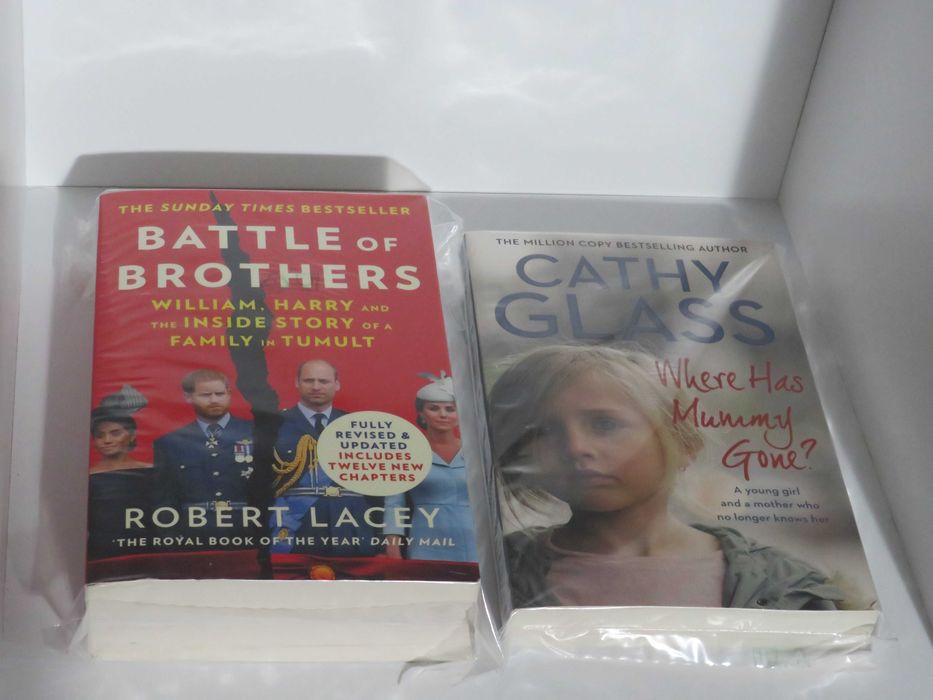 THE SUNDAY TIMES BESTSELLER
BATTLE OF
BROTHERS
WILLIAM, HARRY AND
THE INSIDE STORY OF A
FAMILY IN TUMULT
FULLY
REVISED &
UPDATED
INCLUDES
TWELVE NEW
CHAPTERS
ROBERT LACEY
'THE ROYAL BOOK OF THE YEAR' DAILY MAIL
THE MILLION COPY BESTSELLING AUTHOR
CATHY
GLASS
Where Has
Mummy
Gone?
A young girl
and a mother who
no longer knows her